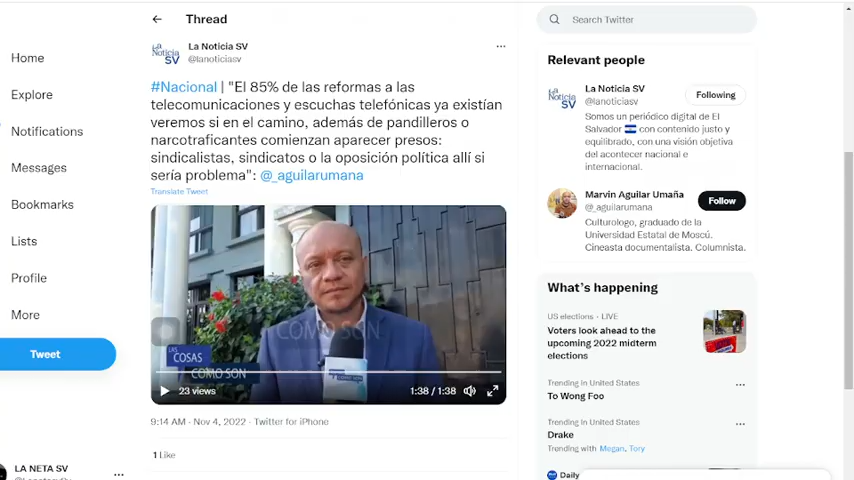 Thread
Search Twitter
Home
Explore
Notifications
Messages
Bookmarks
Lists
Profile
More
Tweet
LA NETA SV
La Noticia SV
@lanoticiasv
#Nacional | "El 85% de las reformas a las
telecomunicaciones y escuchas telefónicas ya existían
veremos si en el camino, además de pandilleros o
narcotraficantes comienzan aparecer presos:
sindicalistas, sindicatos o la oposición política allí si
sería problema": @_aguilarumana
Translate Tweet
COMO SON
LAS
COSAS
COMO SON
23 views
1:38 / 1:38
9:14 AM · Nov 4, 2022 · Twitter for iPhone
1 Like
Relevant people
La Noticia SV
@lanoticiasv
Following
Somos un periódico digital de El
Salvador 🇸🇻 con contenido justo y
equilibrado, con una visión objetiva
del acontecer nacional e
internacional.
Marvin Aguilar Umaña
@_aguilarumana
Follow
Culturologo, graduado de la
Universidad Estatal de Moscú.
Cineasta documentalista. Columnista.
What's happening
US elections · LIVE
Voters look ahead to the
upcoming 2022 midterm
elections
Trending in United States
To Wong Foo
Trending in United States
Drake
Trending with Megan, Tory
Daily